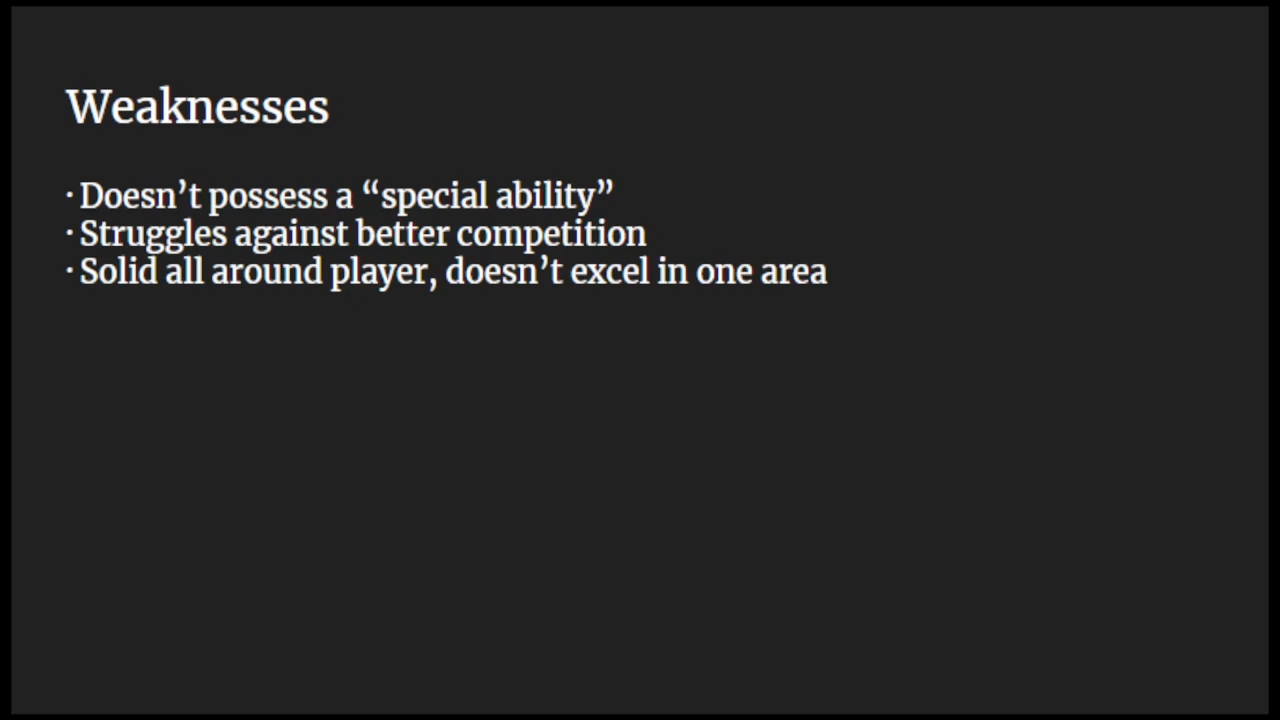 Weaknesses
· Doesn’t possess a “special ability”
· Struggles against better competition
· Solid all around player, doesn’t excel in one area